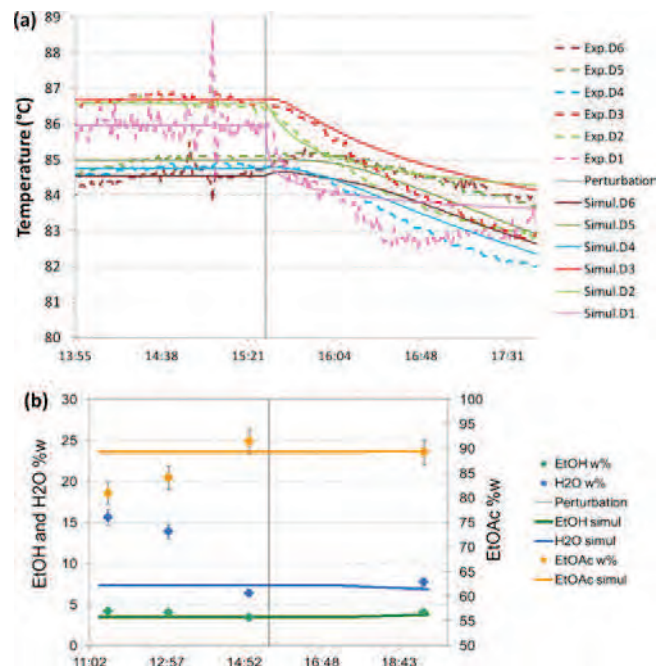 (a)
Temperature (°C)
89
88
87
86
85
84
83
82
81
80
13:55
14:38
15:21
16:04
16:48
17:31
Exp.D6
Exp.D5
Exp.D4
Exp.D3
Exp.D2
Exp.D1
Perturbation
Simul.D6
Simul.D5
Simul.D4
Simul.D3
Simul.D2
Simul.D1
(b)
EtOH and H2O %w
30
25
20
15
10
5
0
11:02
12:57
14:52
16:48
18:43
100
95
90
85
80
75
70
65
60
55
50
EtOAc %w
EtOH w%
H2O w%
Perturbation
EtOH simul
H2O simul
EtOAc w%
EtOAc simul